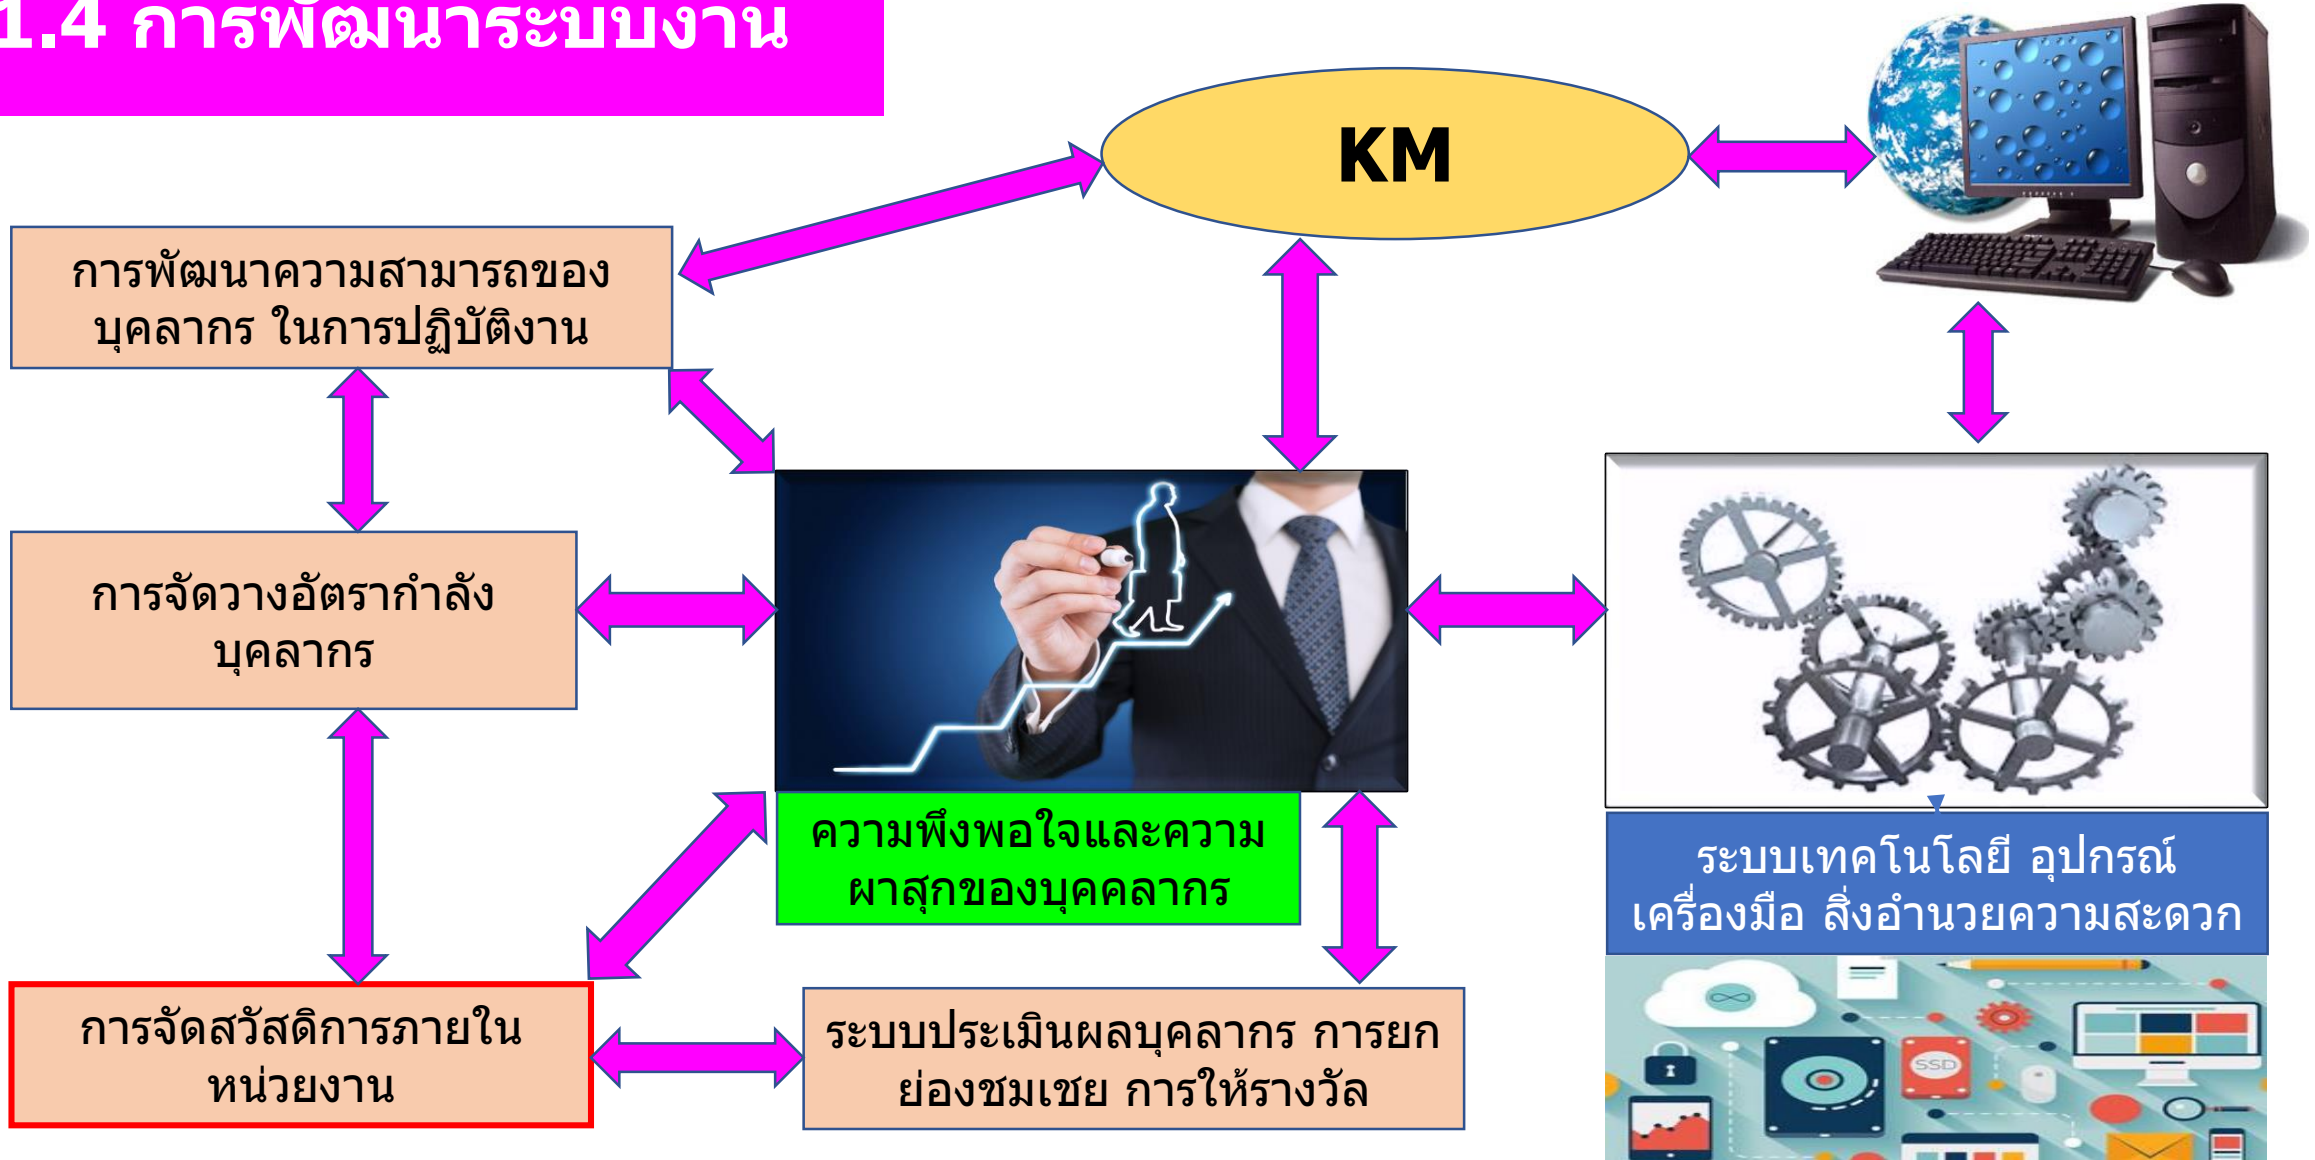 1.4 การพัฒนาระบบงาน
KM
การพัฒนาความสามารถของ
บุคลากร ในการปฏิบัติงาน
การจัดวางอัตรากำลัง
บุคลากร
ความพึงพอใจและความ
ผาสุกของบุคคลากร
ระบบเทคโนโลยี อุปกรณ์
เครื่องมือ สิ่งอำนวยความสะดวก
การจัดสวัสดิการภายใน
หน่วยงาน
ระบบประเมินผลบุคลากร การยก
ย่องชมเชย การให้รางวัล
SSD